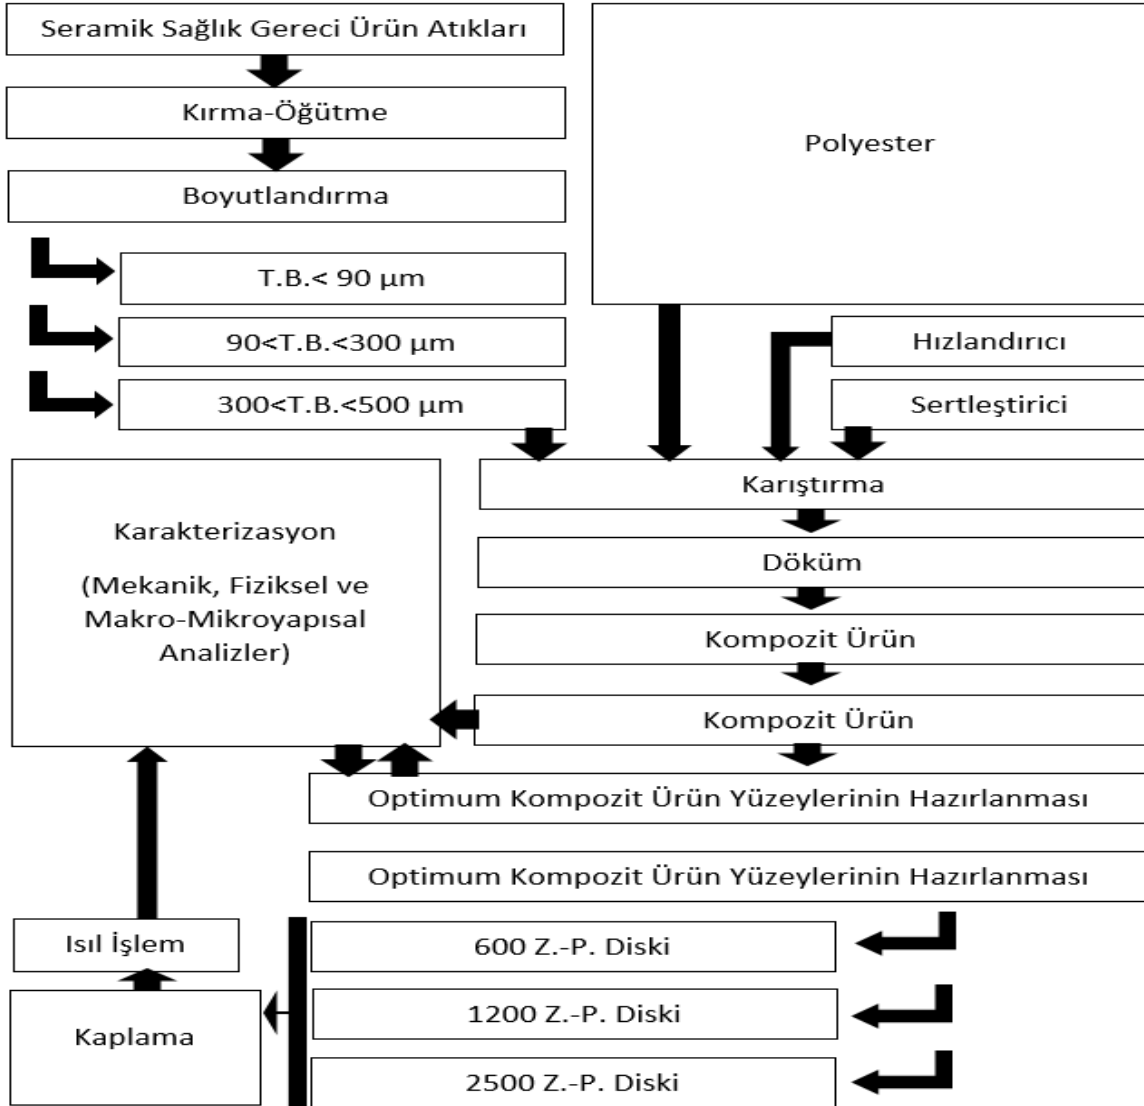 Seramik Sağlık Gereci Ürün Atıkları
Kırma-Öğütme
Boyutlandırma
T.B.< 90 µm
90<T.B.<300 µm
300<T.B.<500 µm
Polyester
Hızlandırıcı
Sertleştirici
Karıştırma
Döküm
Kompozit Ürün
Kompozit Ürün
Karakterizasyon
(Mekanik, Fiziksel ve
Makro-Mikroyapısal
Analizler)
Optimum Kompozit Ürün Yüzeylerinin Hazırlanması
Optimum Kompozit Ürün Yüzeylerinin Hazırlanması
600 Z.-P. Diski
1200 Z.-P. Diski
2500 Z.-P. Diski
Isıl İşlem
Kaplama